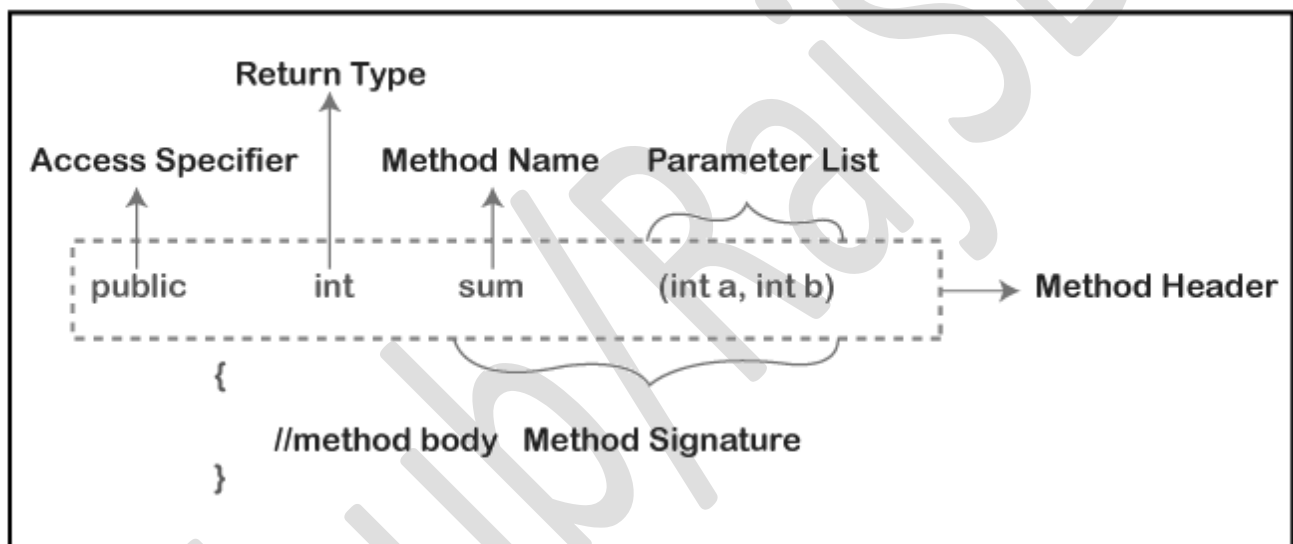 Return Type
Access Specifier Method Name Parameter List
public int sum (int a, int b) Method Header
{
//method body Method Signature
}